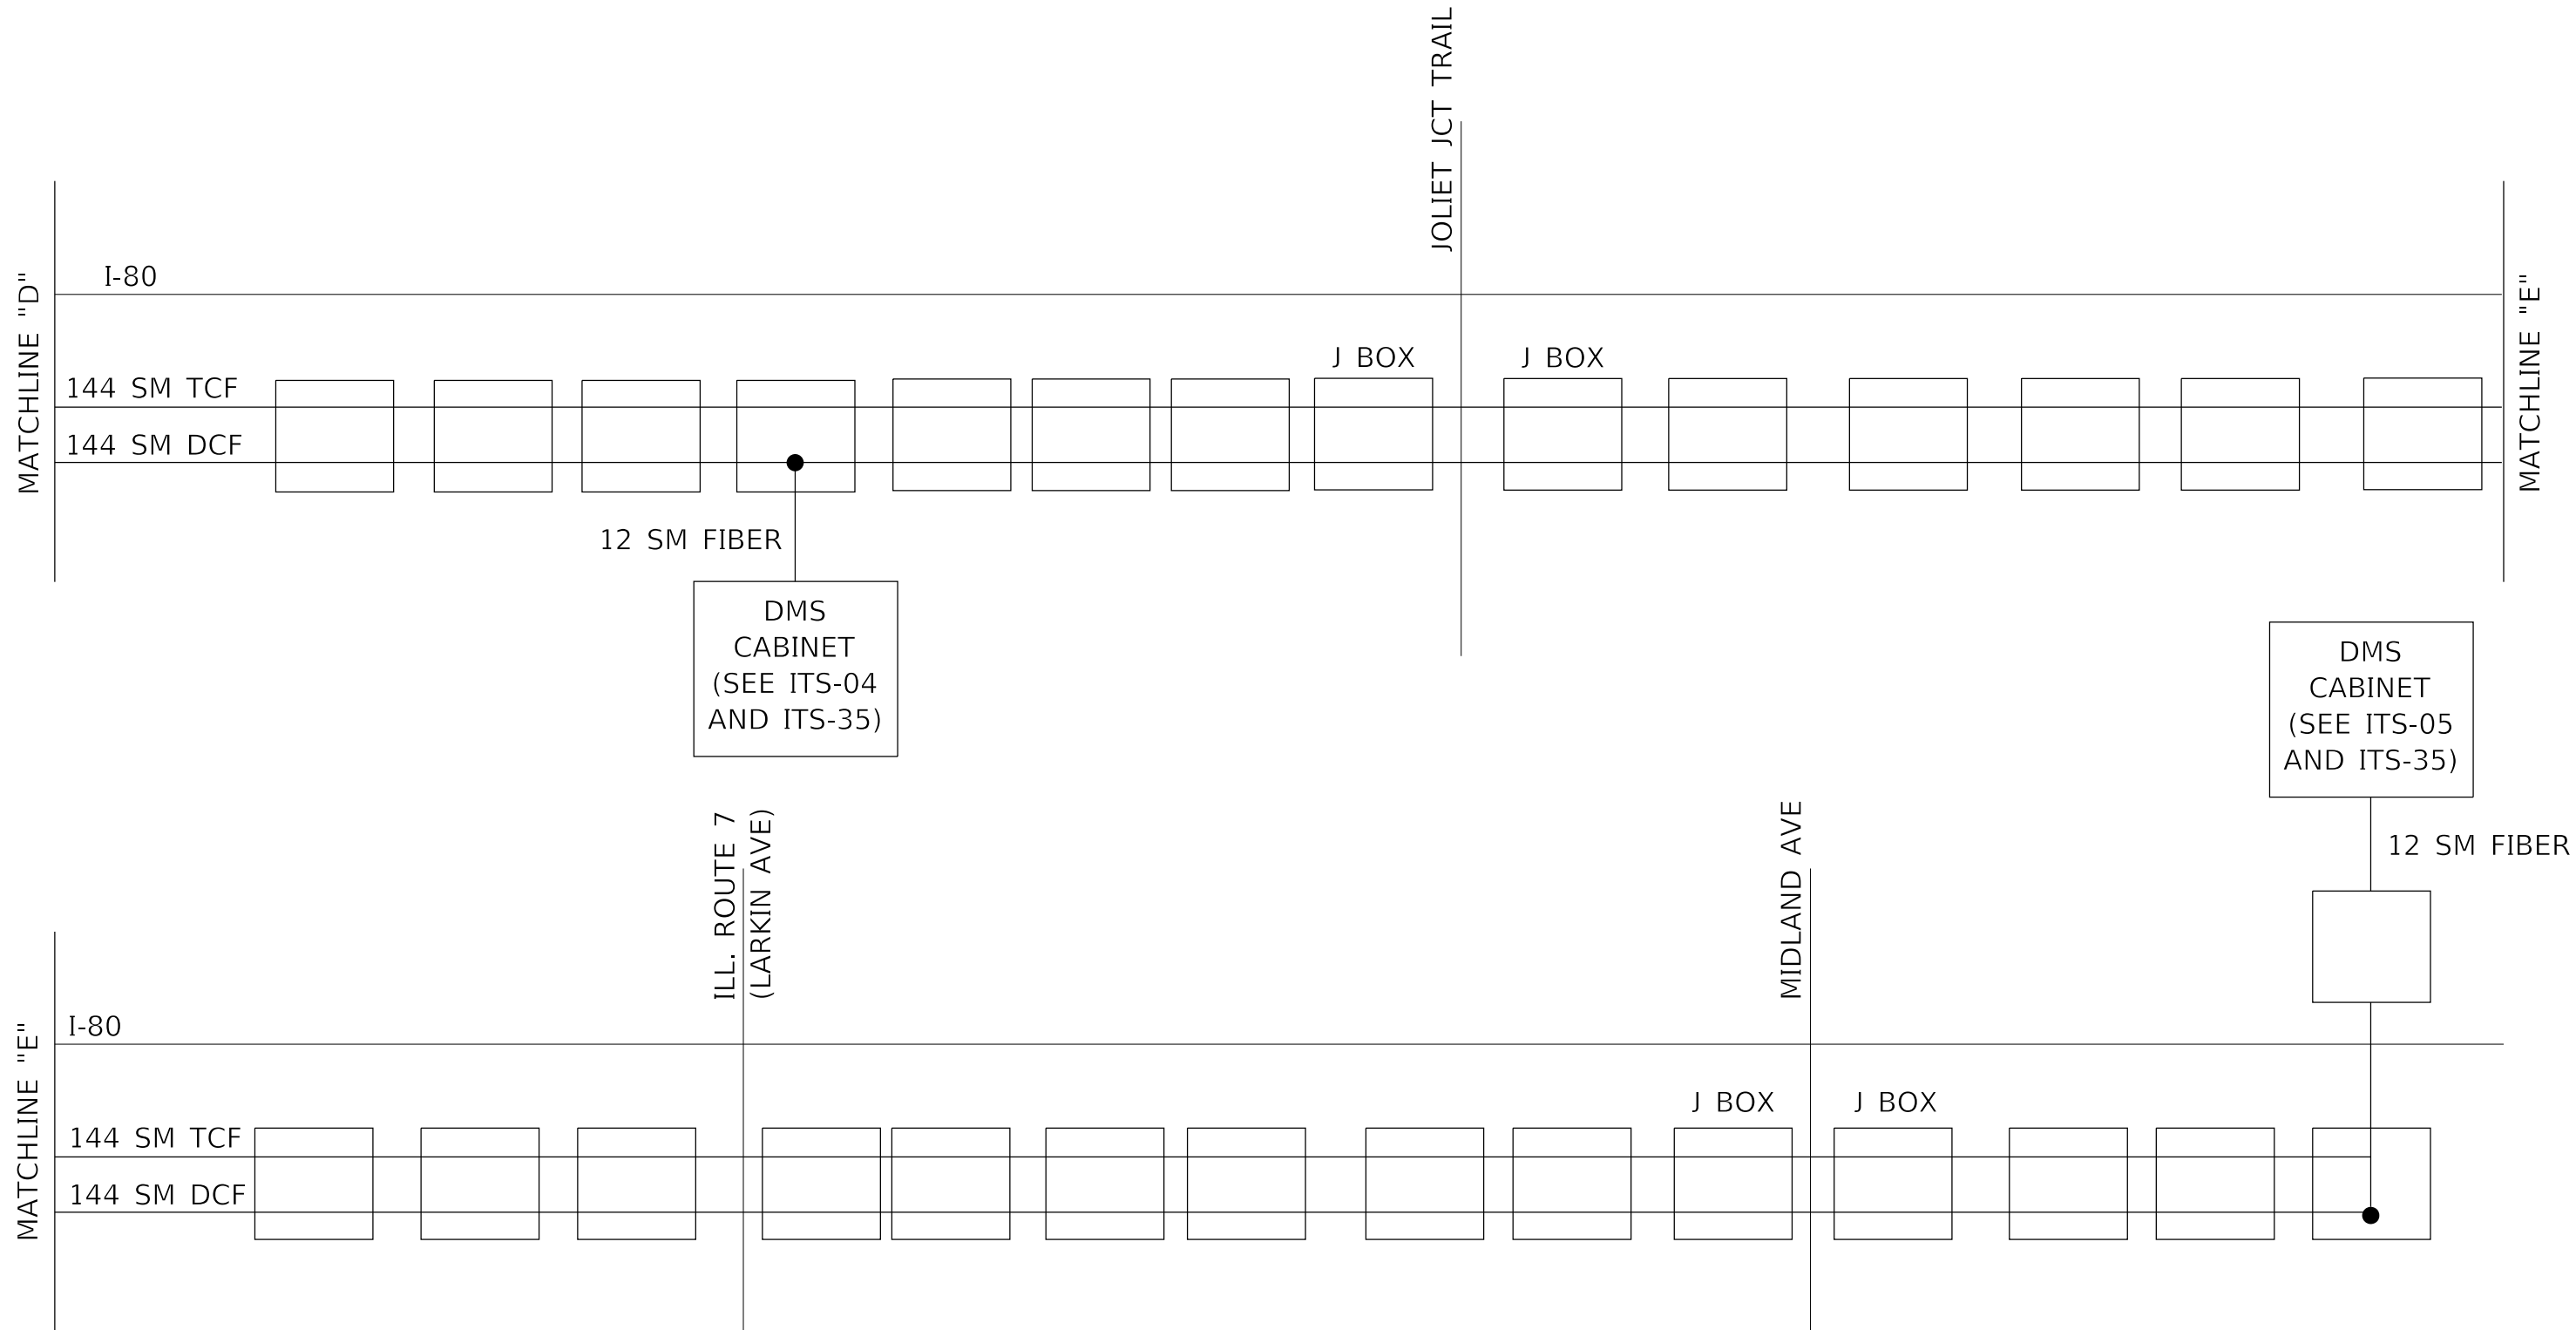 JOLIET JCT TRAIL
MATCHLINE "D"
I-80
MATCHLINE "E"
J BOX
J BOX
144 SM TCF
144 SM DCF
12 SM FIBER
DMS
CABINET
(SEE ITS-04
AND ITS-35)
DMS
CABINET
(SEE ITS-05
AND ITS-35)
12 SM FIBER
ILL. ROUTE 7
(LARKIN AVE)
MIDLAND AVE
MATCHLINE "E"
I-80
J BOX
J BOX
144 SM TCF
144 SM DCF